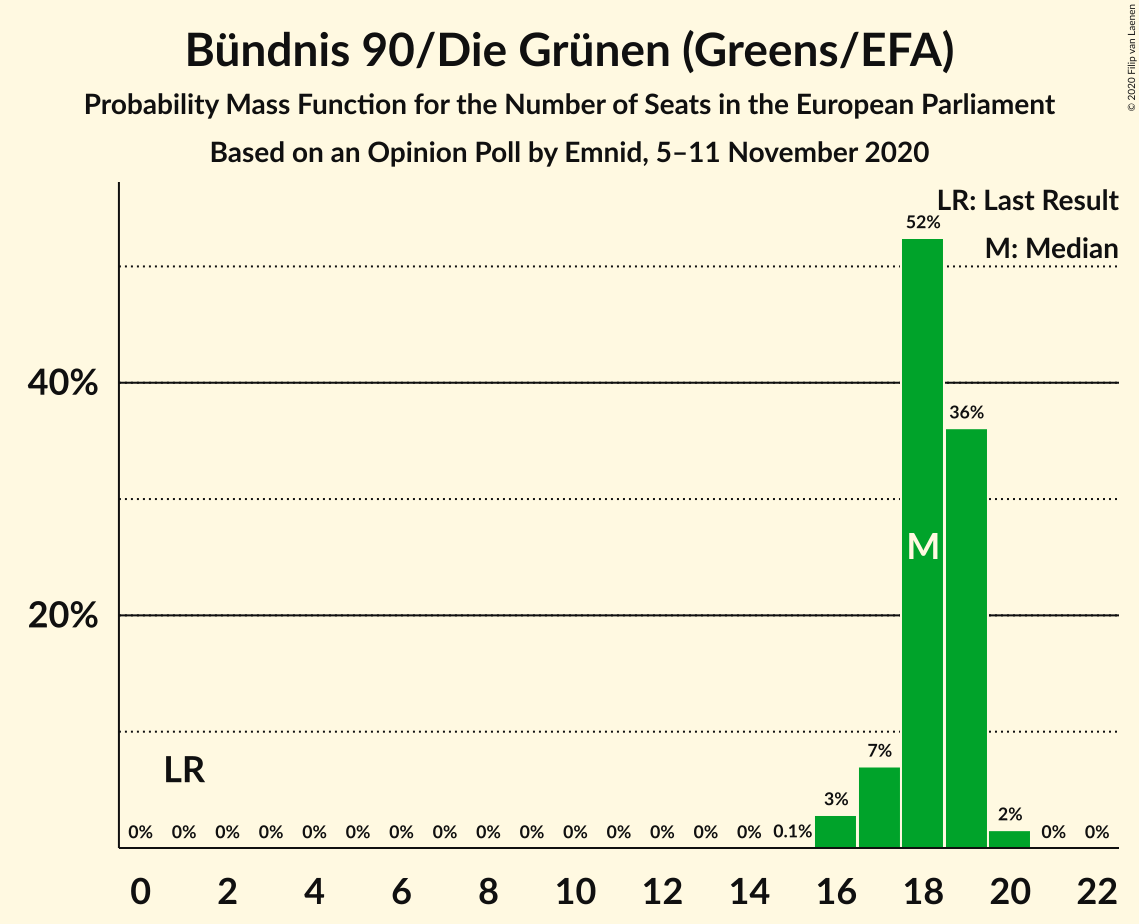 Bündnis 90/Die Grünen (Greens/EFA)
Probability Mass Function for the Number of Seats in the European Parliament
Based on an Opinion Poll by Emnid, 5–11 November 2020
© 2020 Filip van Laenen
LR: Last Result
M: Median
52%
40%
36%
M
20%
LR
7%
3%
2%
0% 0% 0% 0% 0% 0% 0% 0% 0% 0% 0% 0% 0% 0% 0% 0.1% 0% 0%
0 2 4 6 8 10 12 14 16 18 20 22